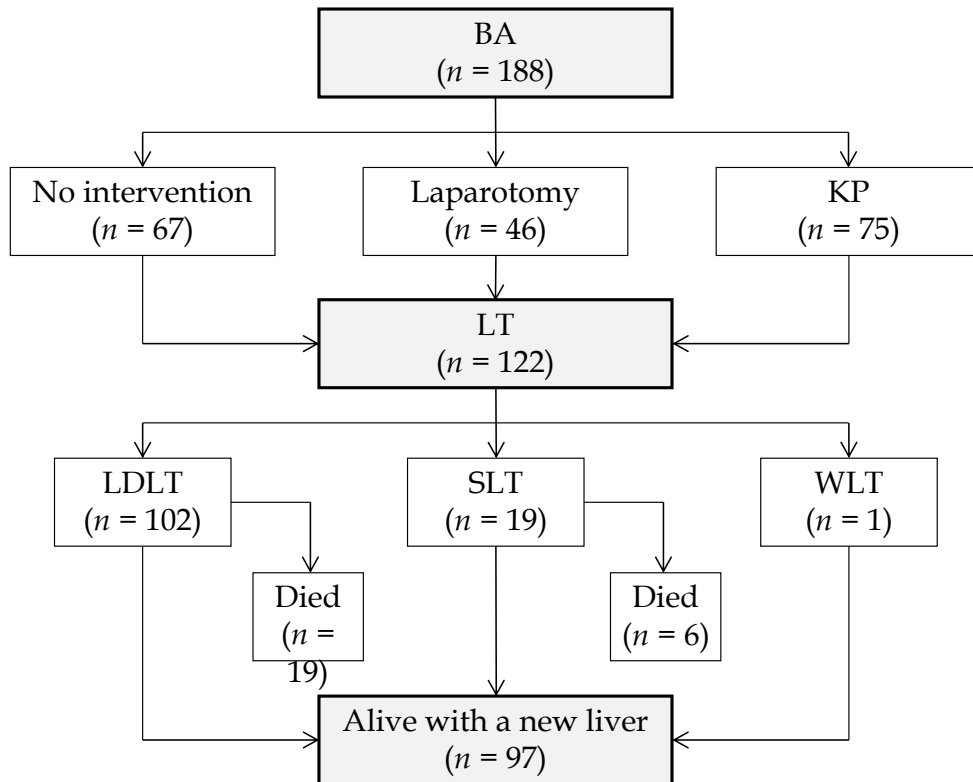 BA
(n = 188)
No intervention
(n = 67)
Laparotomy
(n = 46)
KP
(n = 75)
LT
(n = 122)
LDLT
(n = 102)
SLT
(n = 19)
WLT
(n = 1)
Died
(n =
19)
Died
(n = 6)
Alive with a new liver
(n = 97)